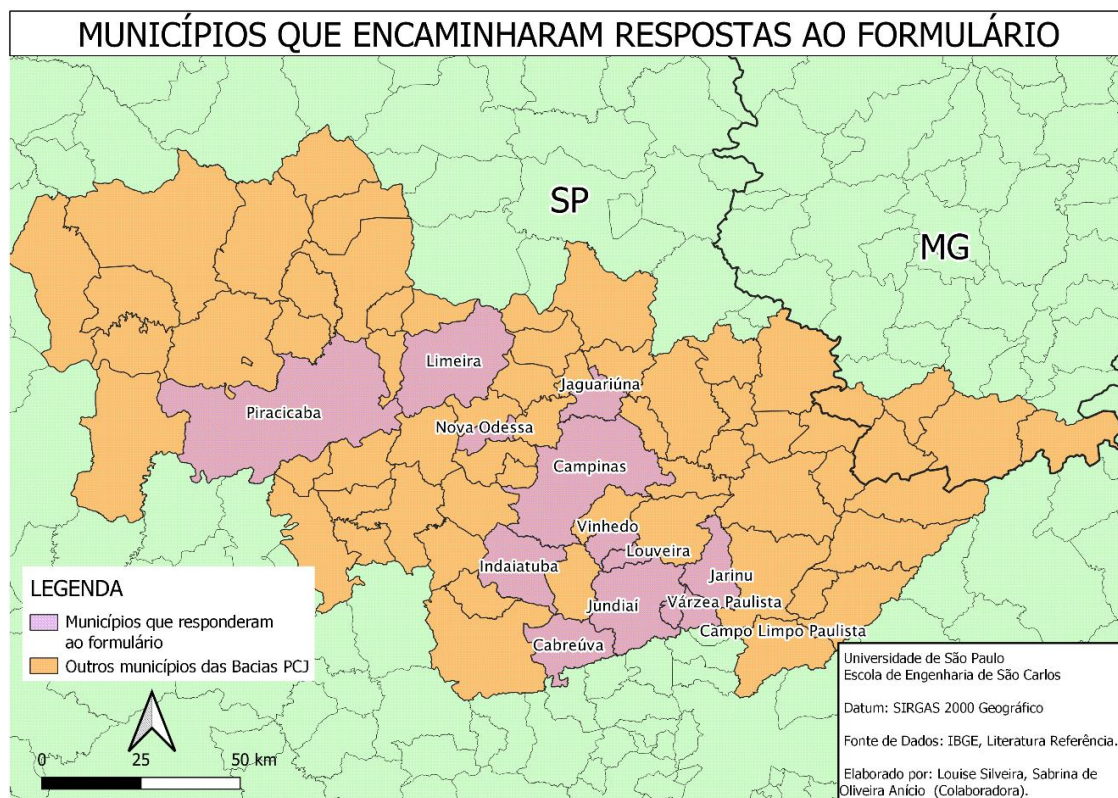 MUNICÍPIOS QUE ENCAMINHARAM RESPOSTAS AO FORMULÁRIO
SP
MG
Limeira
Jaguariúna
Piracicaba
Nova Odessa
Campinas
Vinhedo
Louveira
Indaiatuba
Jarinu
Jundiaí
Várzea Paulista
Campo Limpo Paulista
Cabreúva
LEGENDA
Municípios que responderam
ao formulário
Outros municípios das Bacias PCJ
0 25 50 km
Universidade de São Paulo
Escola de Engenharia de São Carlos
Datum: SIRGAS 2000 Geográfico
Fonte de Dados: IBGE, Literatura Referência.
Elaborado por: Louise Silveira, Sabrina de
Oliveira Anício (Colaboradora).